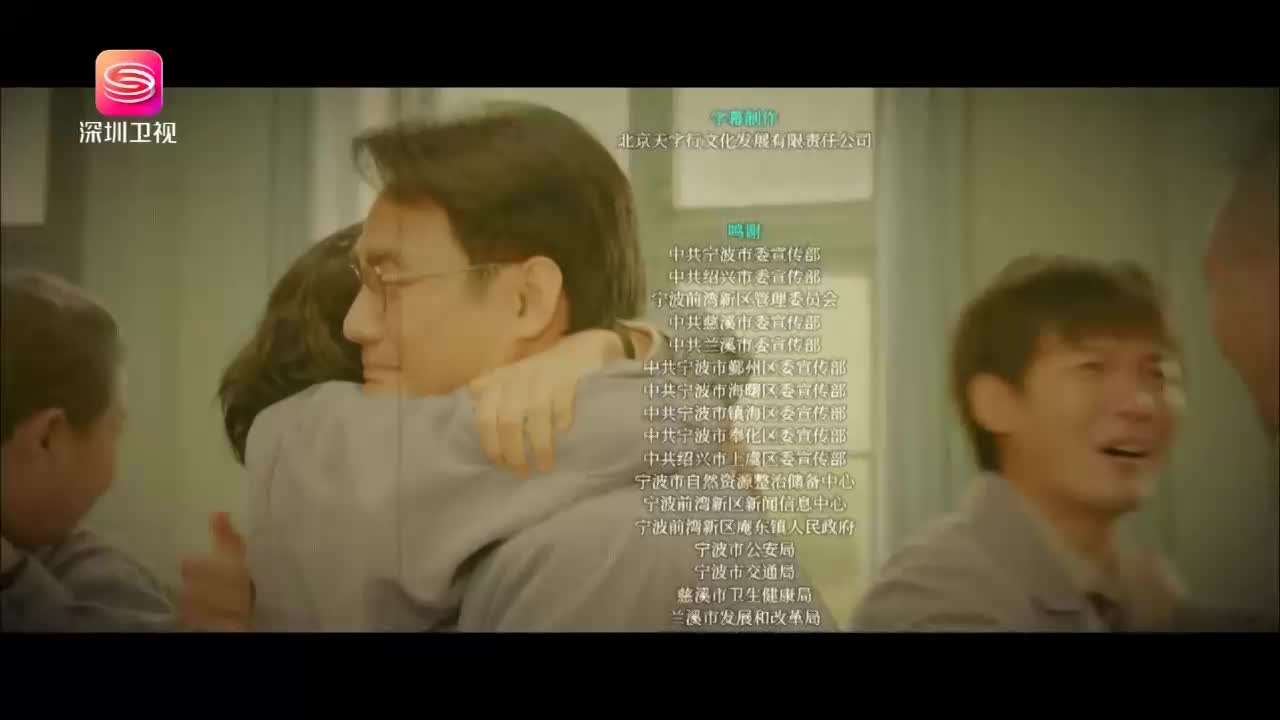 深圳卫视
字幕制作
北京天字行文化发展有限责任公司
鸣谢
中共宁波市委宣传部
中共绍兴市委宣传部
宁波前湾新区管理委员会
中共慈溪市委宣传部
中共兰溪市委宣传部
中共宁波市鄞州区委宣传部
中共宁波市海曙区委宣传部
中共宁波市镇海区委宣传部
中共宁波市奉化区委宣传部
中共绍兴市上虞区委宣传部
宁波市自然资源整治储备中心
宁波前湾新区新闻信息中心
宁波前湾新区庵东镇人民政府
宁波市公安局
宁波市交通局
慈溪市卫生健康局
兰溪市发展和改革局